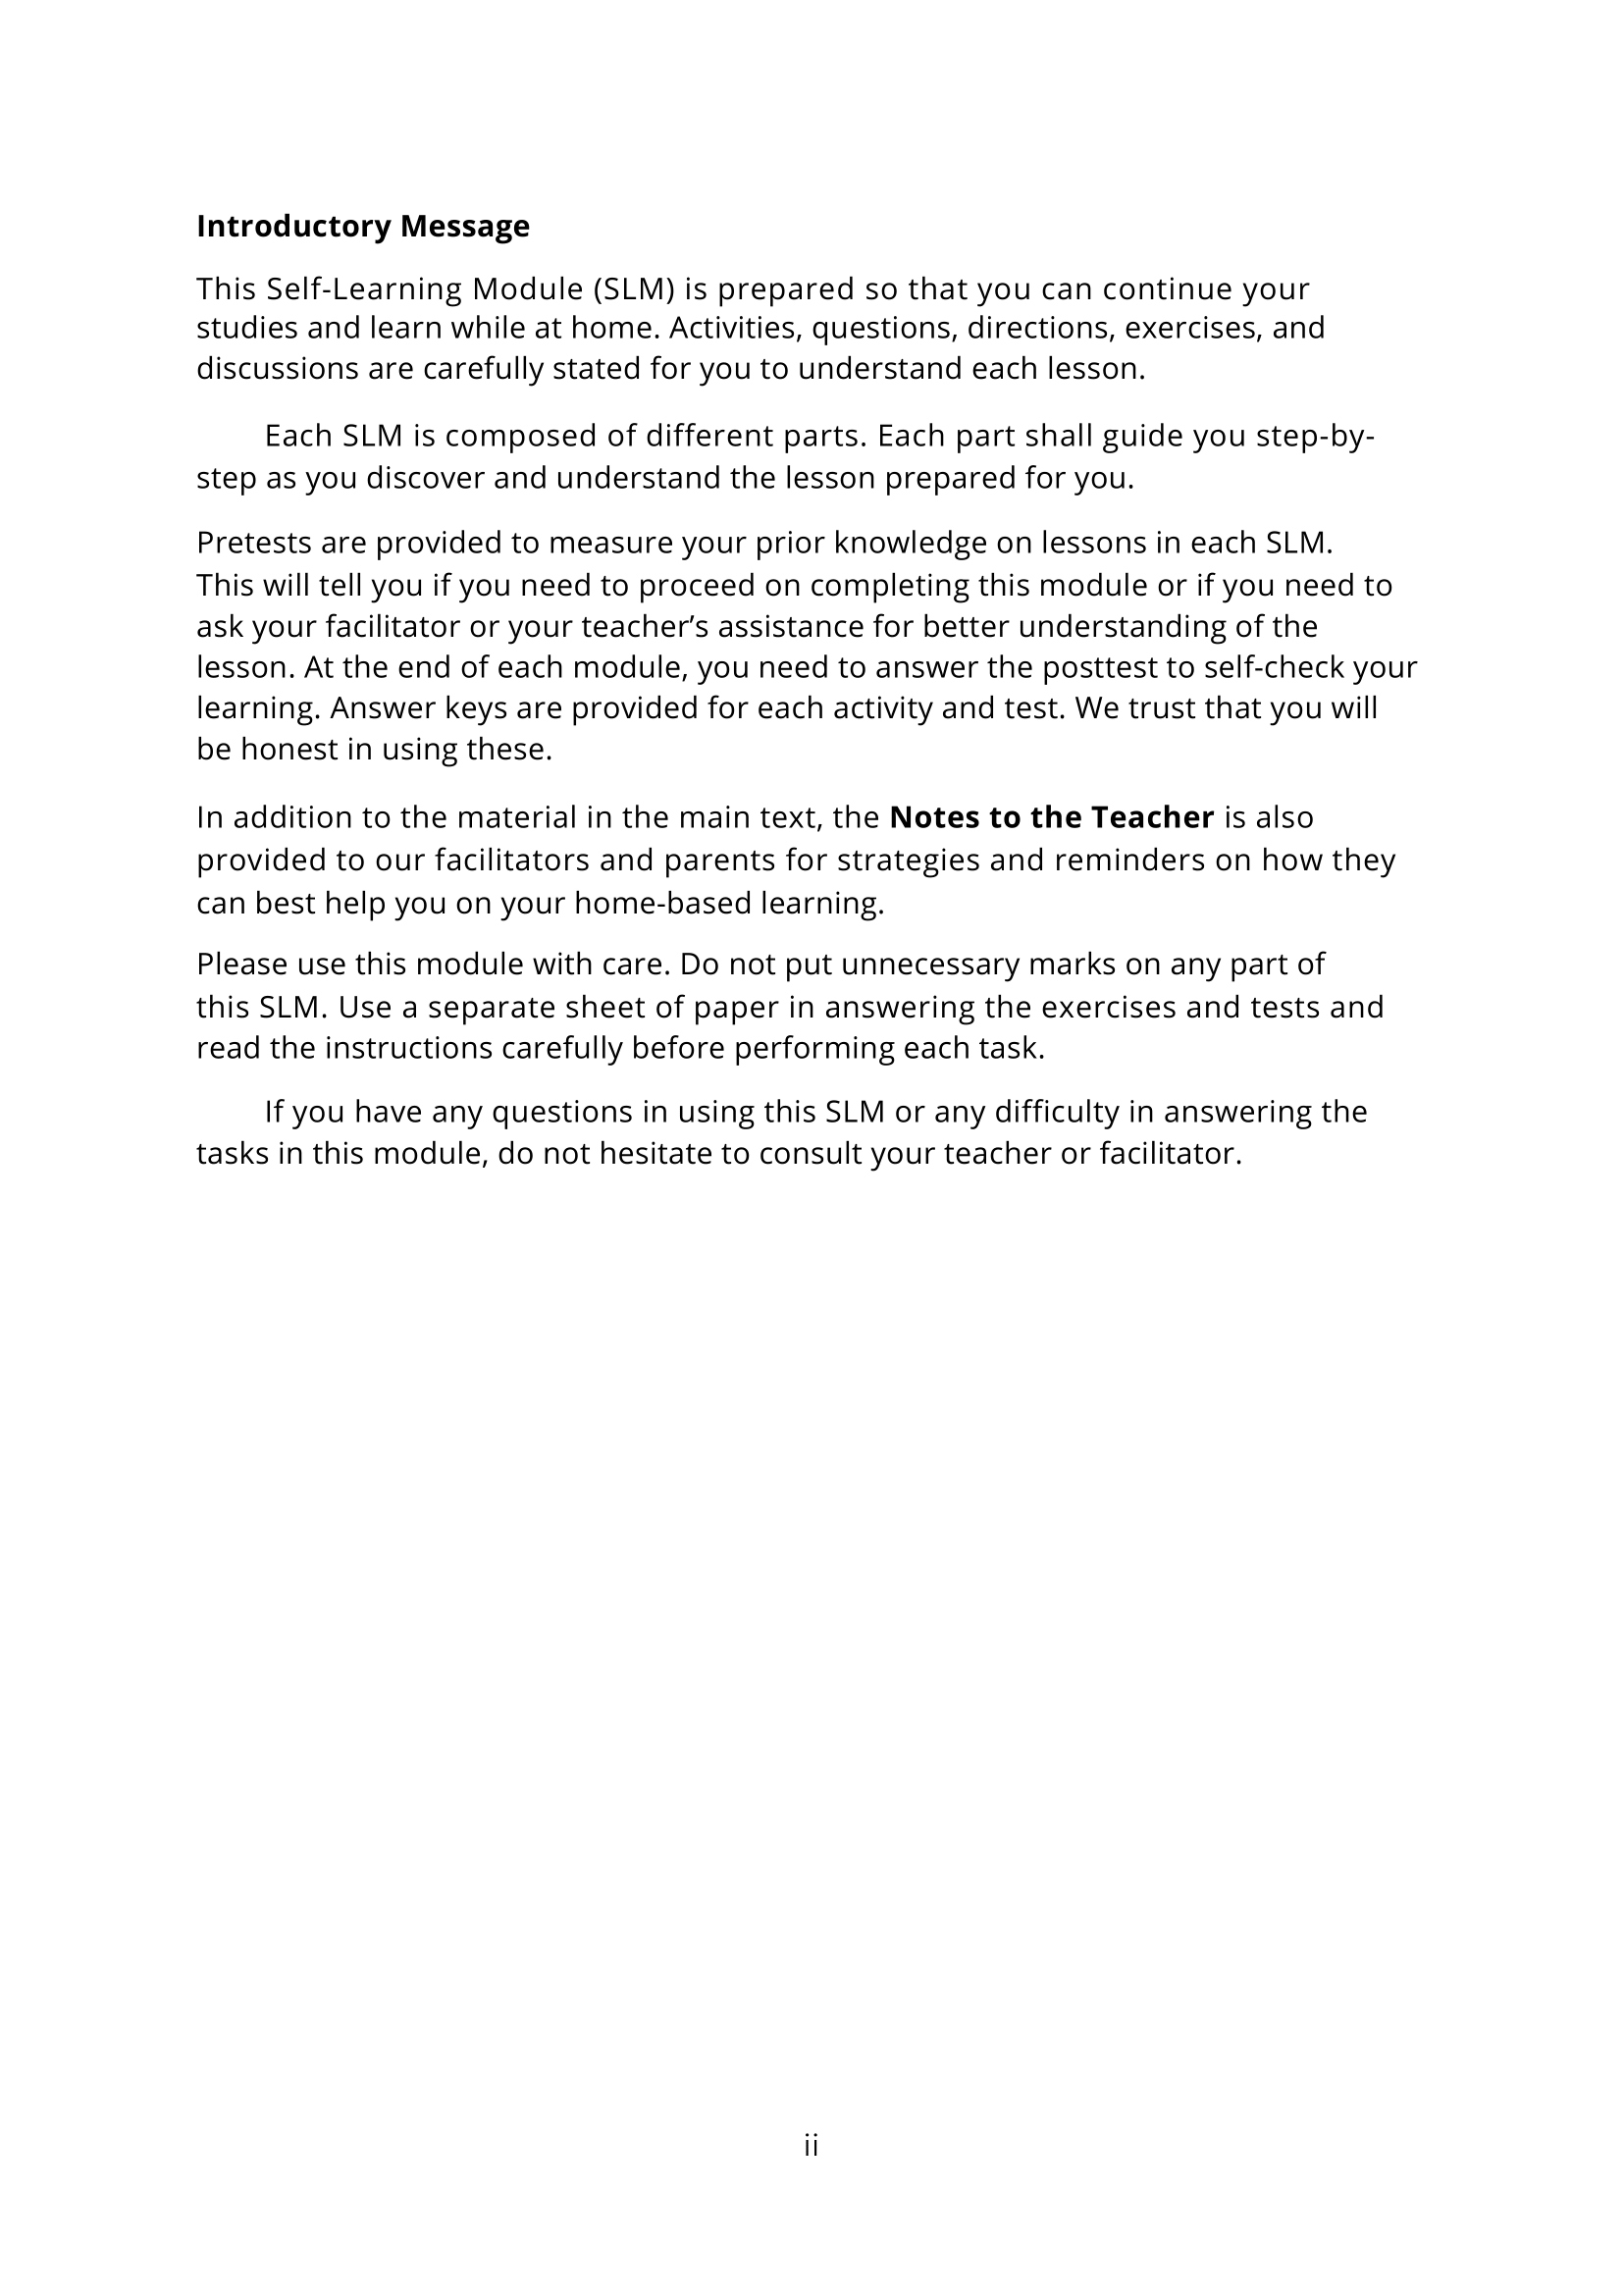 Introductory Message
This Self-Learning Module (SLM) is prepared so that you can continue your
studies and learn while at home. Activities, questions, directions, exercises, and
discussions are carefully stated for you to understand each lesson.
Each SLM is composed of different parts. Each part shall guide you step-by-
step as you discover and understand the lesson prepared for you.
Pretests are provided to measure your prior knowledge on lessons in each SLM.
This will tell you if you need to proceed on completing this module or if you need to
ask your facilitator or your teacher’s assistance for better understanding of the
lesson. At the end of each module, you need to answer the posttest to self-check your
learning. Answer keys are provided for each activity and test. We trust that you will
be honest in using these.
In addition to the material in the main text, the Notes to the Teacher is also
provided to our facilitators and parents for strategies and reminders on how they
can best help you on your home-based learning.
Please use this module with care. Do not put unnecessary marks on any part of
this SLM. Use a separate sheet of paper in answering the exercises and tests and
read the instructions carefully before performing each task.
If you have any questions in using this SLM or any difficulty in answering the
tasks in this module, do not hesitate to consult your teacher or facilitator.
ii